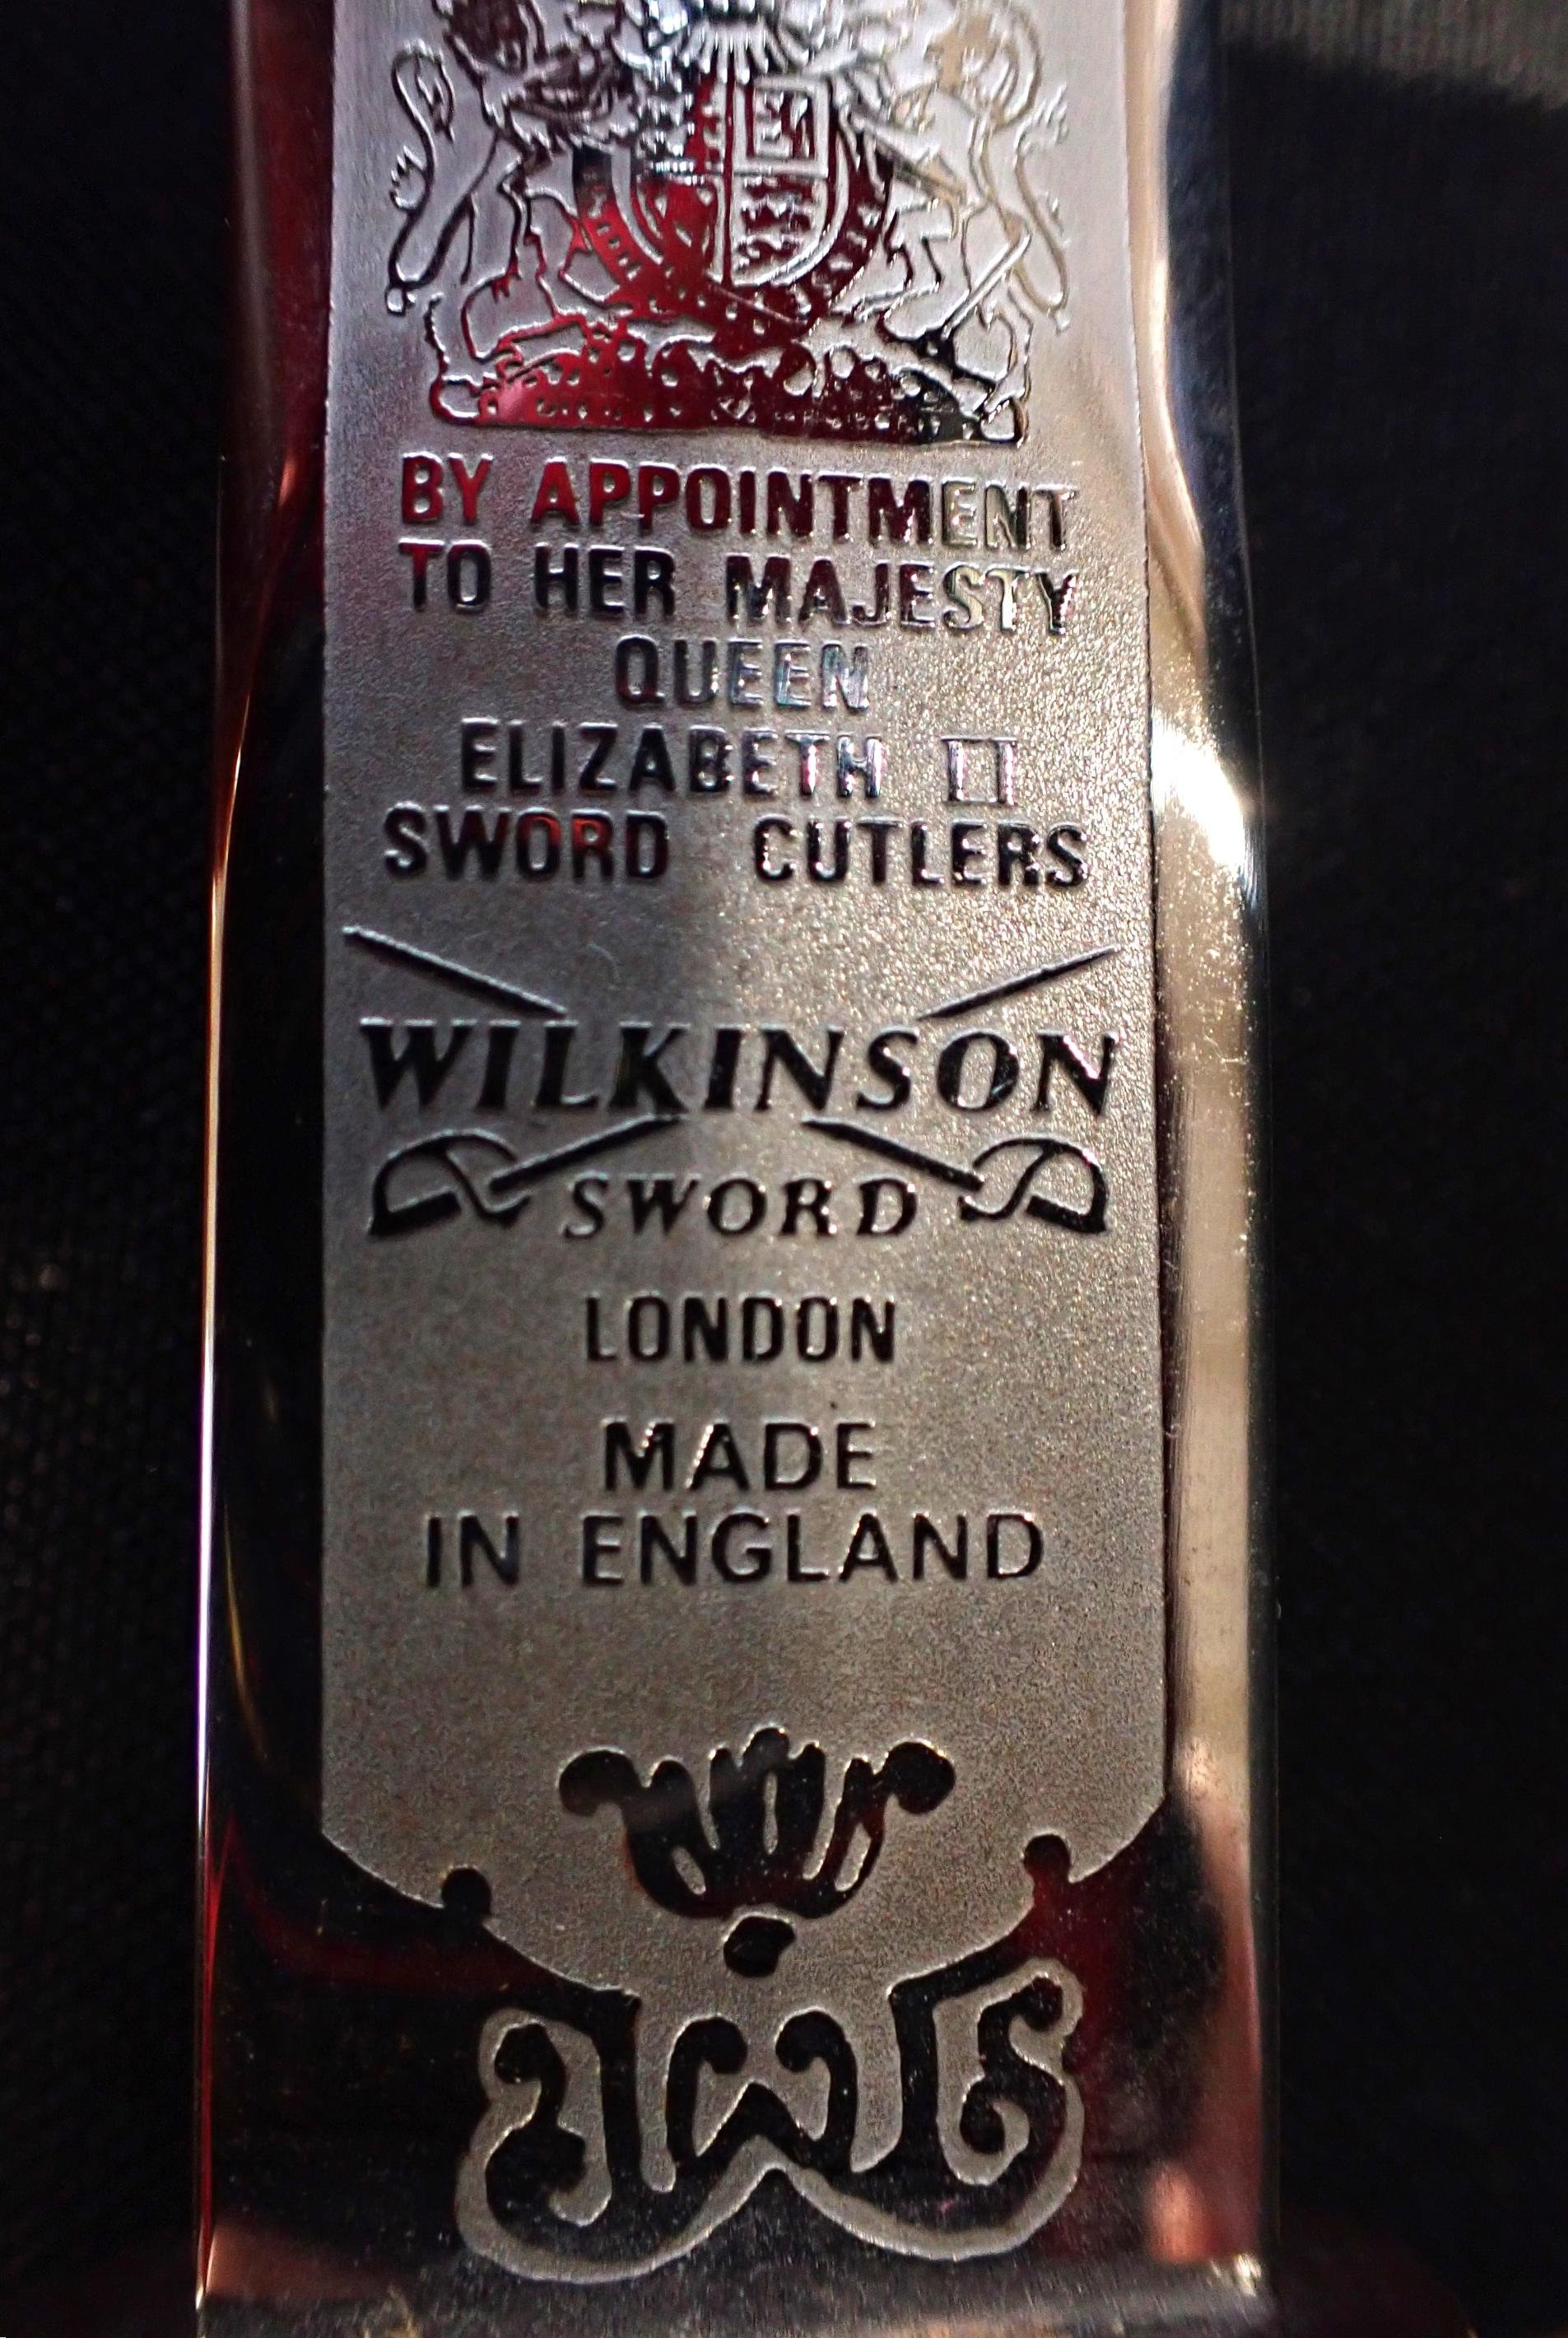 BY APPOINTMENT
TO HER MAJESTY
QUEEN
ELIZABETH II
SWORD CUTLERS
WILKINSON
SWORD
LONDON
MADE
IN ENGLAND